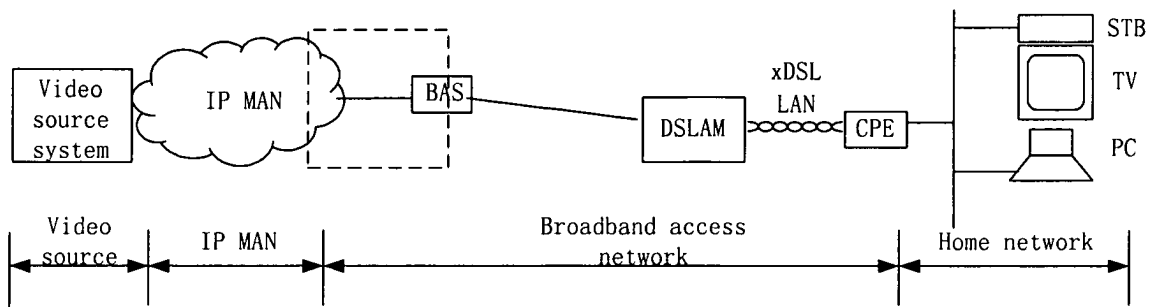 Video
source
system
IP MAN
BAS
DSLAM
xDSL
LAN
CPE
STB
TV
PC
Video
source
IP MAN
Broadband access
network
Home network